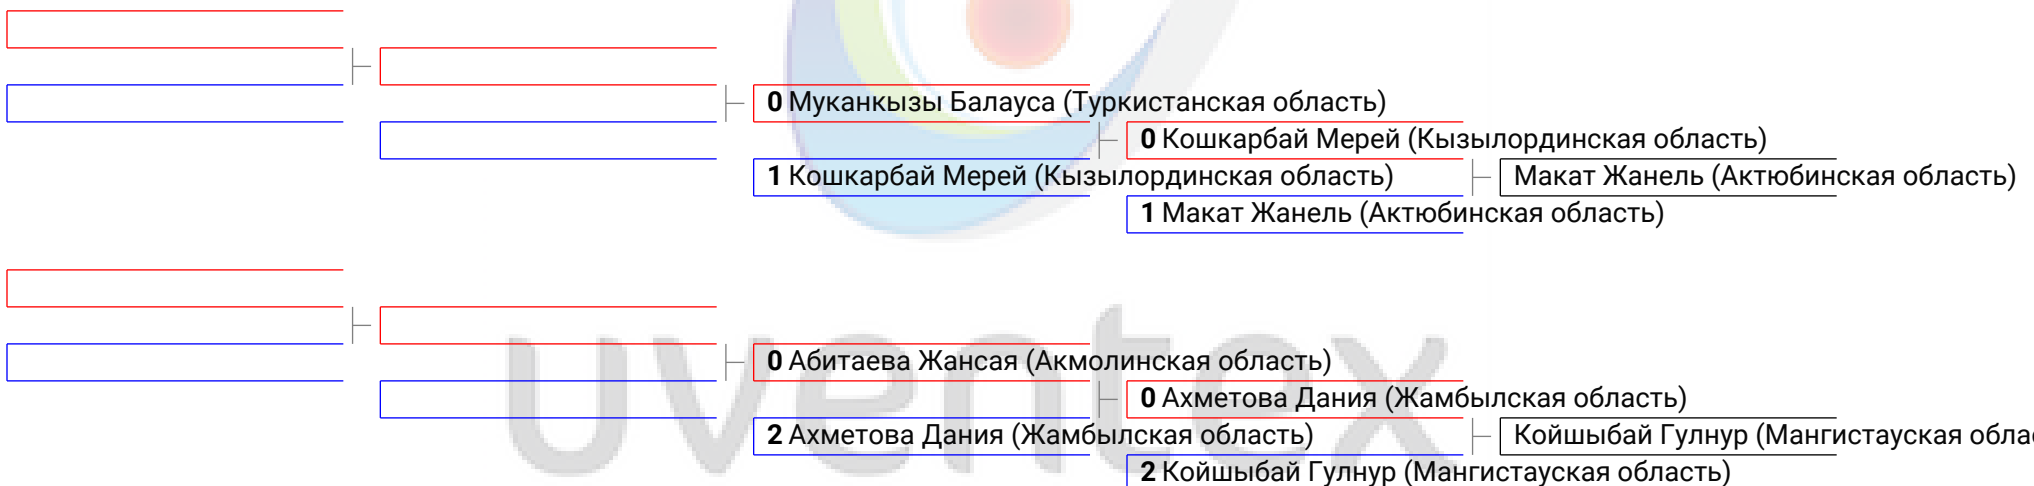 0 Муканкызы Балауса (Туркистанская область)
0 Кошкарбай Мерей (Кызылординская область)
1 Кошкарбай Мерей (Кызылординская область)
Макат Жанель (Актюбинская область)
1 Макат Жанель (Актюбинская область)
uventex
0 Абитаева Жансая (Акмолинская область)
0 Ахметова Дания (Жамбылская область)
2 Ахметова Дания (Жамбылская область)
Койшыбай Гулнур (Мангистауская
2 Койшыбай Гулнур (Мангистауская область)